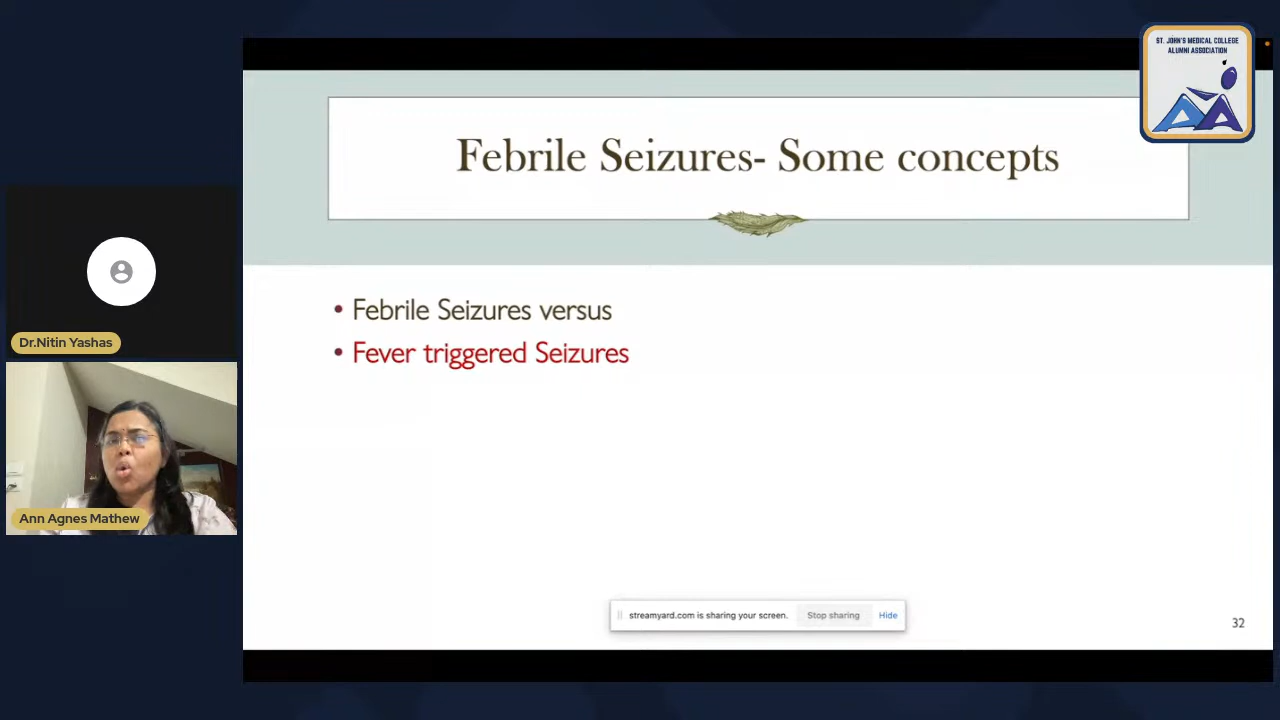 ST. JOHN'S MEDICAL COLLEGE
ALUMNI ASSOCIATION
Febrile Seizures- Some concepts
• Febrile Seizures versus
• Fever triggered Seizures
Dr.Nitin Yashas
Ann Agnes Mathew
streamyard.com is sharing your screen. Stop sharing Hide
32